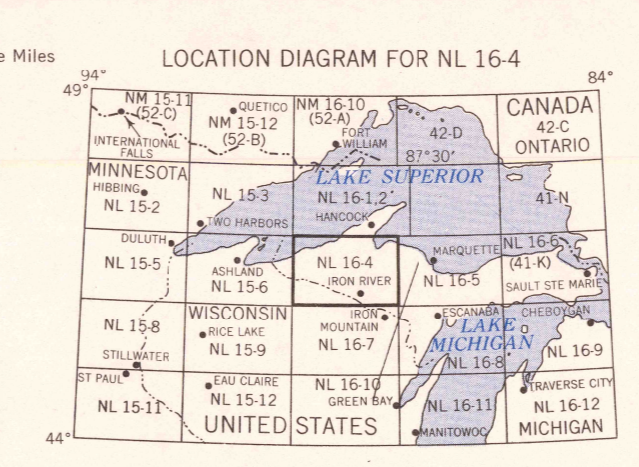 e Miles
LOCATION DIAGRAM FOR NL 16-4
94°
84°
49°
NM 15-11
(52-C)
QUETICO
NM 15-12
(52-B)
NM 16-10
(52-A)
FORT
WILLIAM
42-D
CANADA
42-C
ONTARIO
INTERNATIONAL
FALLS
87°30′
MINNESOTA
HIBBING
NL 15-2
NL 15-3
LAKE SUPERIOR
NL 16-1,2
41-N
TWO HARBORS
HANCOCK
DULUTH
NL 15-5
ASHLAND
NL 15-6
NL 16-4
IRON RIVER
MARQUETTE
NL 16-5
NL 16-6
(41-K)
SAULT STE MARIE
WISCONSIN
NL 15-8
RICE LAKE
NL 15-9
IRON
MOUNTAIN
NL 16-7
ESCANABA
LAKE
MICHIGAN
NL 16-8
CHEBOYGAN
NL 16-9
STILLWATER
ST PAUL
NL 15-11
EAU CLAIRE
NL 15-12
NL 16-10
GREEN BAY
NL 16-11
TRAVERSE CITY
NL 16-12
MICHIGAN
UNITED STATES
MANITOWOC
44°